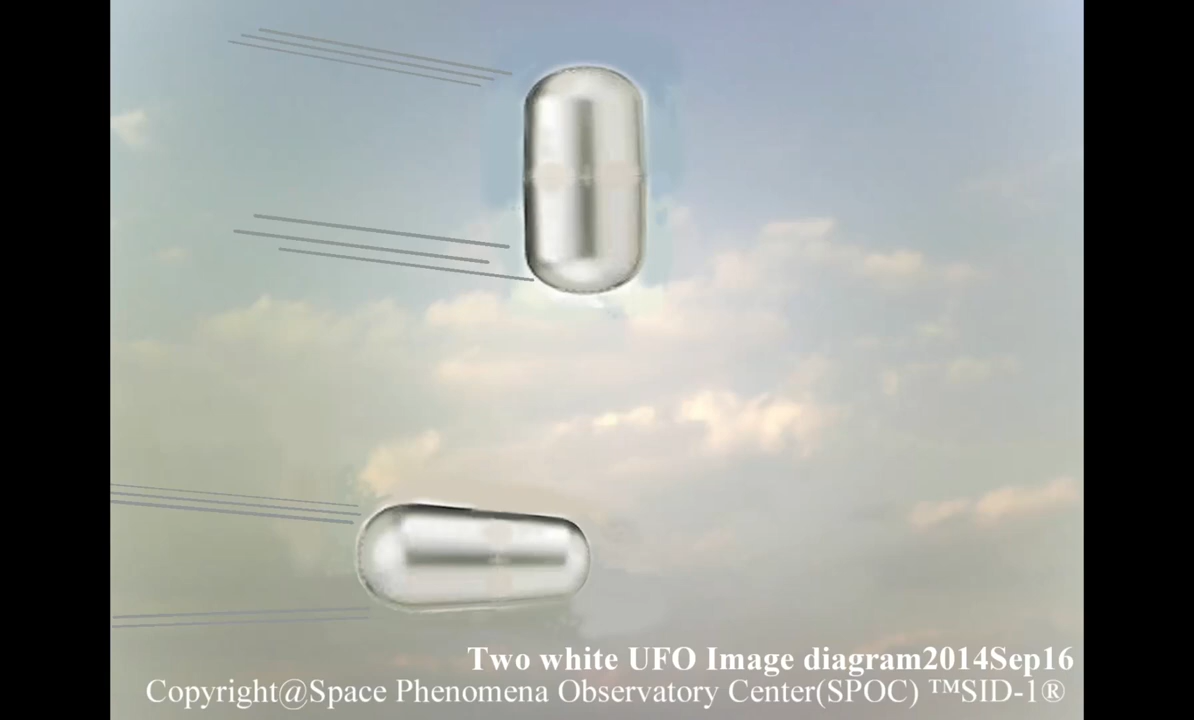 Two white UFO Image diagram2014Sep16
Copyright@Space Phenomena Observatory Center(SPOC) ™SID-1®